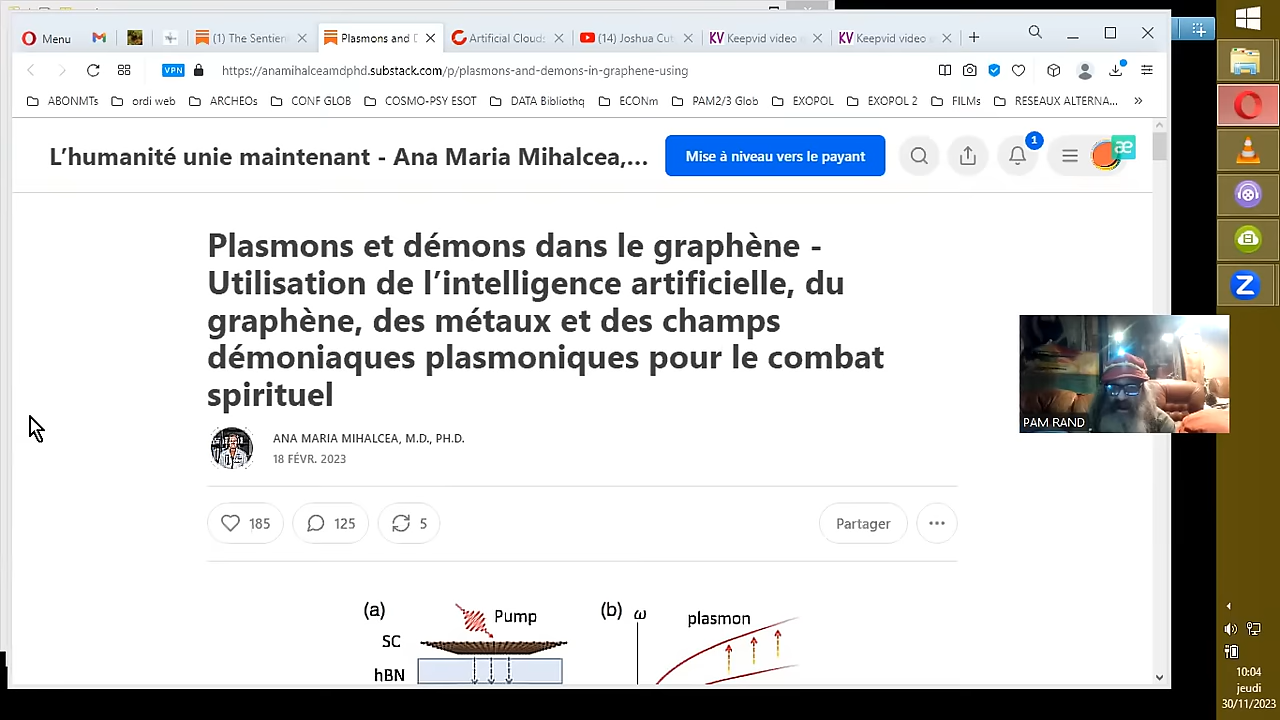 Menu
(1) The Sentien
Plasmons and D
Artificial Cloud
(14) Joshua Cut
Keepvid video
Keepvid video
VPN
https://anamihalceamdphd.substack.com/p/plasmons-and-demons-in-graphene-using
ABONMTs
ordi web
ARCHEOs
CONF GLOB
COSMO-PSY ESOT
DATA Bibliothq
ECONm
PAM2/3 Glob
EXOPOL
EXOPOL 2
FILMs
RESEAUX ALTERNA...
L'humanité unie maintenant - Ana Maria Mihalcea,...
Mise à niveau vers le payant
1
æ
Plasmons et démons dans le graphène -
Utilisation de l'intelligence artificielle, du
graphène, des métaux et des champs
démoniaques plasmoniques pour le combat
spirituel
ANA MARIA MIHALCEA, M.D., PH.D.
18 FÉVR. 2023
185
125
5
Partager
PAM RAND
(a)
Pump
SC
hBN
(b)
ω
plasmon
10:04
jeudi
30/11/2023